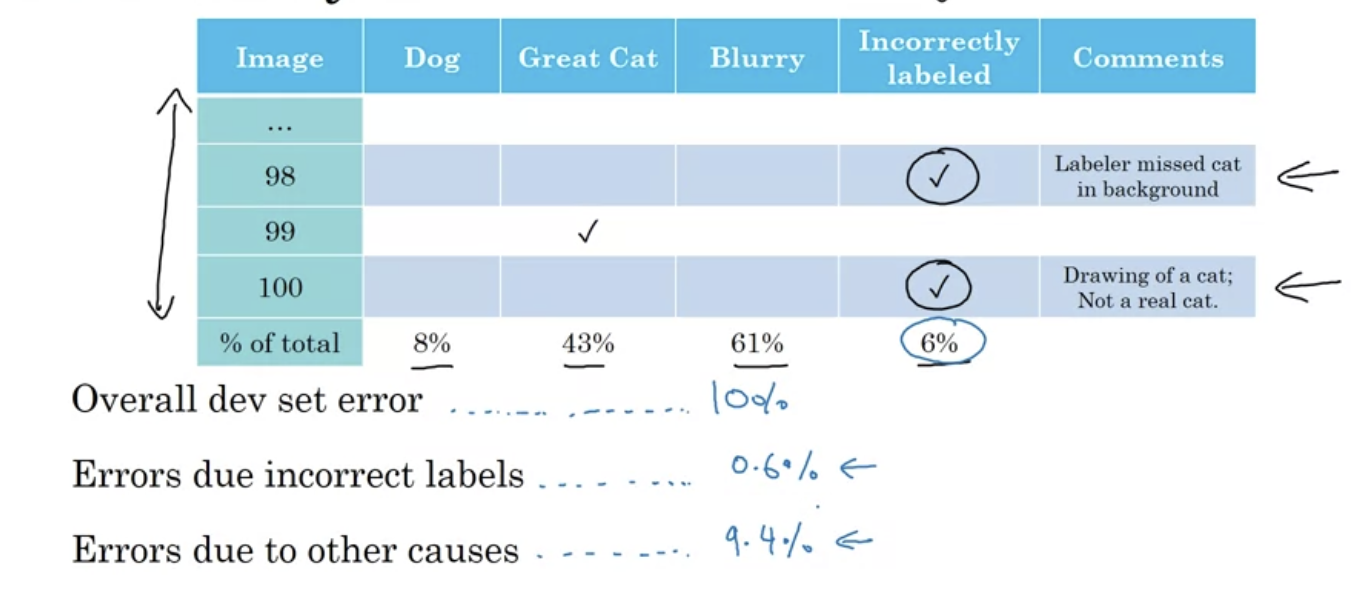 Image Dog Great Cat Blurry Incorrectly labeled Comments
...
98 ✓ Labeler missed cat in background
99 ✓
100 ✓ Drawing of a cat; Not a real cat.
% of total 8% 43% 61% 6%
Overall dev set error 10%
Errors due incorrect labels 0.6%
Errors due to other causes 9.4%